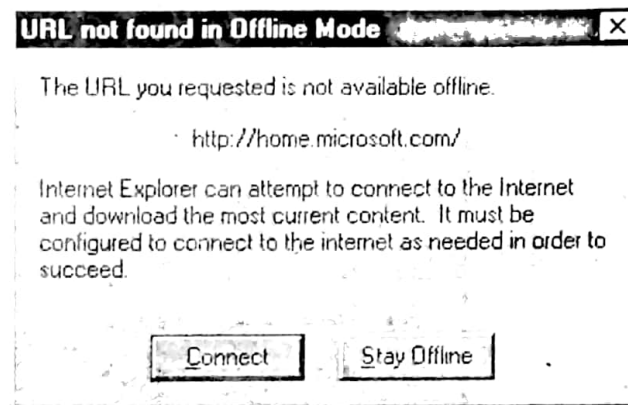 URL not found in Offline Mode
The URL you requested is not available offline.
http://home.microsoft.com/
Internet Explorer can attempt to connect to the Internet
and download the most current content. It must be
configured to connect to the internet as needed in order to
succeed.
Connect
Stay Offline